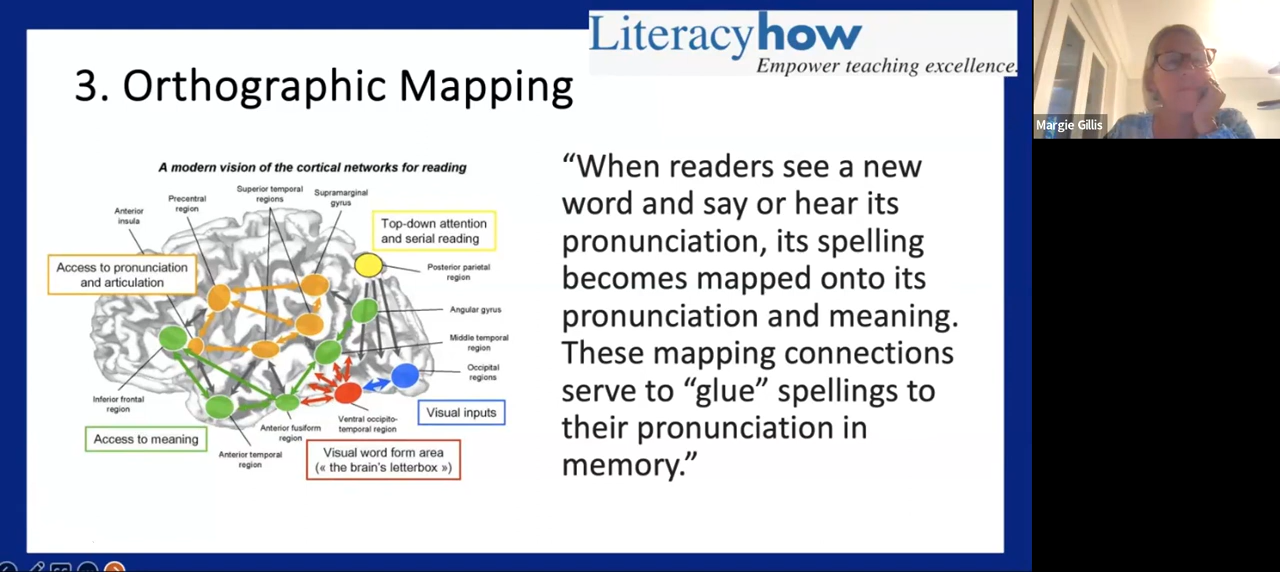 Literacyhow
Empower teaching excellence.
3. Orthographic Mapping
Margie Gillis
A modern vision of the cortical networks for reading
Anterior
insula
Precentral
region
Superior temporal
regions
Supramarginal
gyrus
Top-down attention
and serial reading
Access to pronunciation
and articulation
Posterior parietal
region
Angular gyrus
Middle temporal
region
Occipital
regions
Inferior frontal
region
Visual inputs
Access to meaning
Anterior fusiform
region
Ventral occipito-
temporal region
Anterior temporal
region
Visual word form area
(« the brain's letterbox »)
“When readers see a new
word and say or hear its
pronunciation, its spelling
becomes mapped onto its
pronunciation and meaning.
These mapping connections
serve to “glue” spellings to
their pronunciation in
memory.”